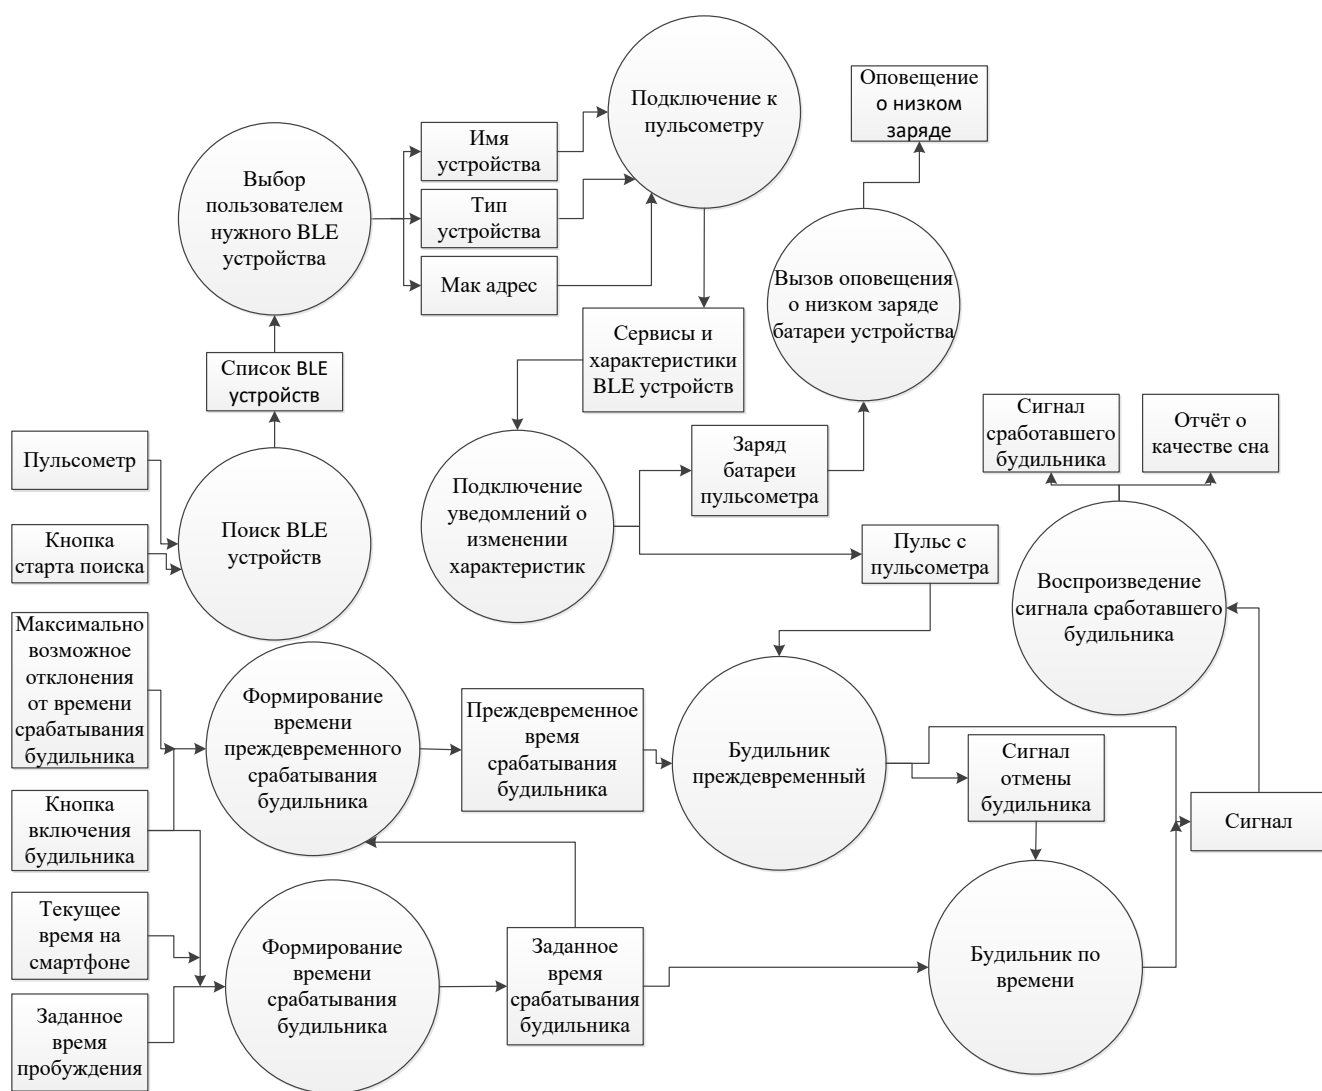 Подключение к
пульсометру
Оповещение
о низком
заряде
Выбор
пользователем
нужного BLE
устройства
Имя
устройства
Тип
устройства
Мак адрес
Вызов оповещения
о низком заряде
батареи устройства
Сервисы и
характеристики
BLE устройств
Список BLE
устройств
Сигнал
сработавшего
будильника
Отчёт о
качестве сна
Пульсометр
Кнопка
старта поиска
Поиск BLE
устройств
Подключение
уведомлений о
изменении
характеристик
Заряд
батареи
пульсометра
Пульс с
пульсометра
Воспроизведение
сигнала сработавшего
будильника
Максимально
возможное
отклонения
от времени
срабатывания
будильника
Формирование
времени
преждевременного
срабатывания
будильника
Преждевременное
время
срабатывания
будильника
Будильник
преждевременный
Сигнал
отмены
будильника
Сигнал
Кнопка
включения
будильника
Текущее
время на
смартфоне
Заданное
время
пробуждения
Формирование
времени
срабатывания
будильника
Заданное
время
срабатывания
будильника
Будильник по
времени